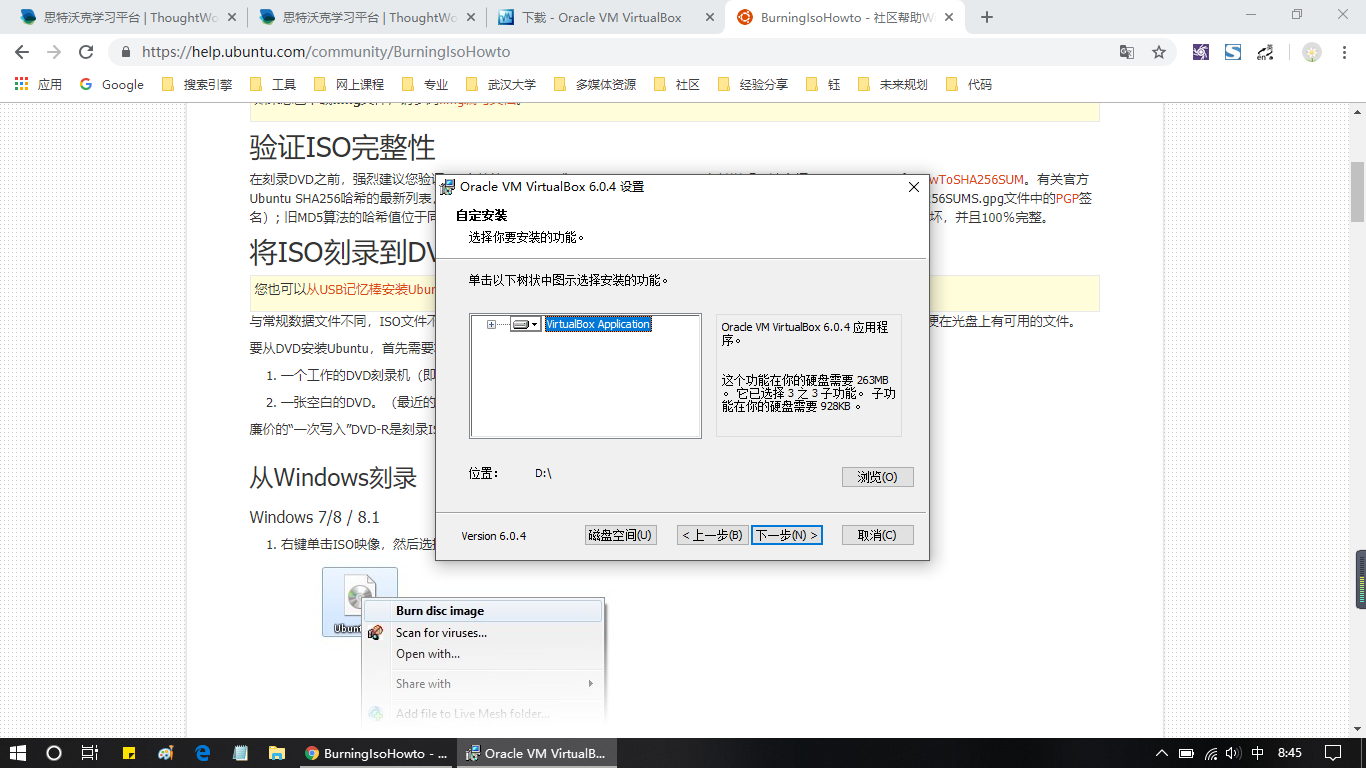 思特沃克学习平台 | ThoughtWo
思特沃克学习平台 | ThoughtWo
下载 - Oracle VM VirtualBox
BurningIsoHowto - 社区帮助W
https://help.ubuntu.com/community/BurningIsoHowto
应用
Google
搜索引擎
工具
网上课程
专业
武汉大学
多媒体资源
社区
经验分享
钰
未来规划
代码
验证ISO完整性
在刻录DVD之前，强烈建议您验
wToSHA256SUM。有关官方
Ubuntu SHA256哈希的最新列表，
56SUMS.gpg文件中的PGP签
名）；旧MD5算法的哈希值位于同
坏，并且100%完整。
将ISO刻录到DV
您也可以从USB记忆棒安装Ubun
与常规数据文件不同，ISO文件不
便在光盘上有可用的文件。
要从DVD安装Ubuntu，首先需要
1. 一个工作的DVD刻录机（即
2. 一张空白的DVD。（最近的
廉价的“一次写入”DVD-R是刻录IS
从Windows刻录
Windows 7/8 / 8.1
1. 右键单击ISO映像，然后选择
Ubun
Burn disc image
Scan for viruses...
Open with...
Share with
Add file to Live Mesh folder...
Oracle VM VirtualBox 6.0.4 设置
自定安装
选择你要安装的功能。
单击以下树状中图示选择安装的功能。
VirtualBox Application
Oracle VM VirtualBox 6.0.4 应用程
序。
这个功能在你的硬盘需要 263MB
。 它已选择 3 之 3 子功能。 子功
能在你的硬盘需要 928KB 。
位置：
D:\
浏览(O)
Version 6.0.4
磁盘空间(U)
< 上一步(B)
下一步(N) >
取消(C)
BurningIsoHowto - ...
Oracle VM VirtualB...
中
8:45